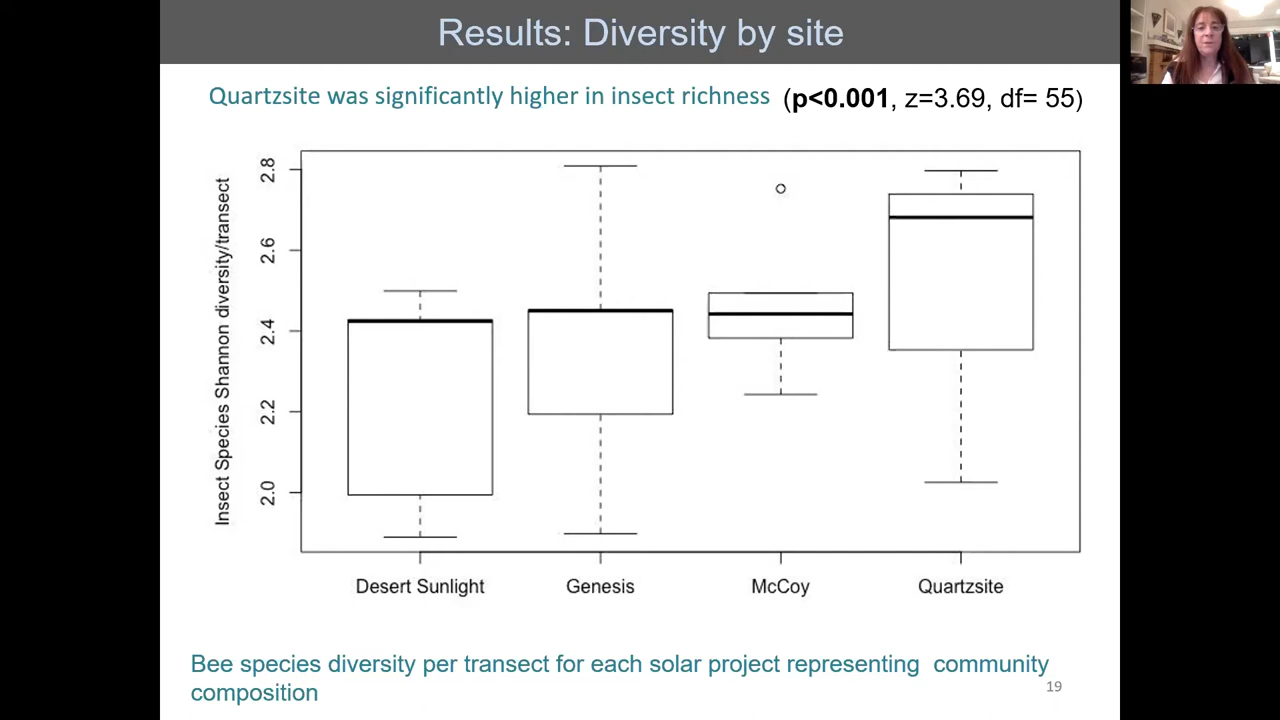 Results: Diversity by site
Quartzsite was significantly higher in insect richness (p<0.001, z=3.69, df= 55)
Insect Species Shannon diversity/transect
2.8
2.6
2.4
2.2
2.0
Desert Sunlight Genesis McCoy Quartzsite
Bee species diversity per transect for each solar project representing community
composition
19